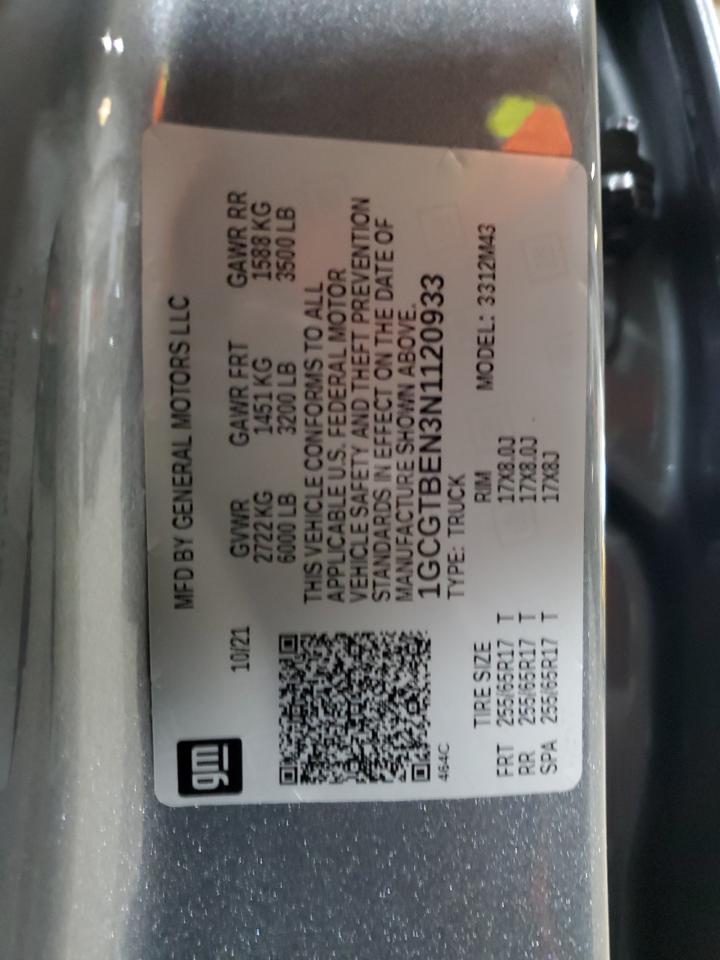 gm
MFD BY GENERAL MOTORS LLC
10/21 GVWR GAWR FRT GAWR RR
2722 KG 1451 KG 1588 KG
6000 LB 3200 LB 3500 LB
THIS VEHICLE CONFORMS TO ALL
APPLICABLE U.S. FEDERAL MOTOR
VEHICLE SAFETY AND THEFT PREVENTION
STANDARDS IN EFFECT ON THE DATE OF
MANUFACTURE SHOWN ABOVE.
1GCGTBEN3N1120933
464C
TYPE: TRUCK
TIRE SIZE RIM MODEL: 3312M43
FRT 255/65R17 T 17X8.0J
RR 255/65R17 T 17X8.0J
SPA 255/65R17 T 17X8J